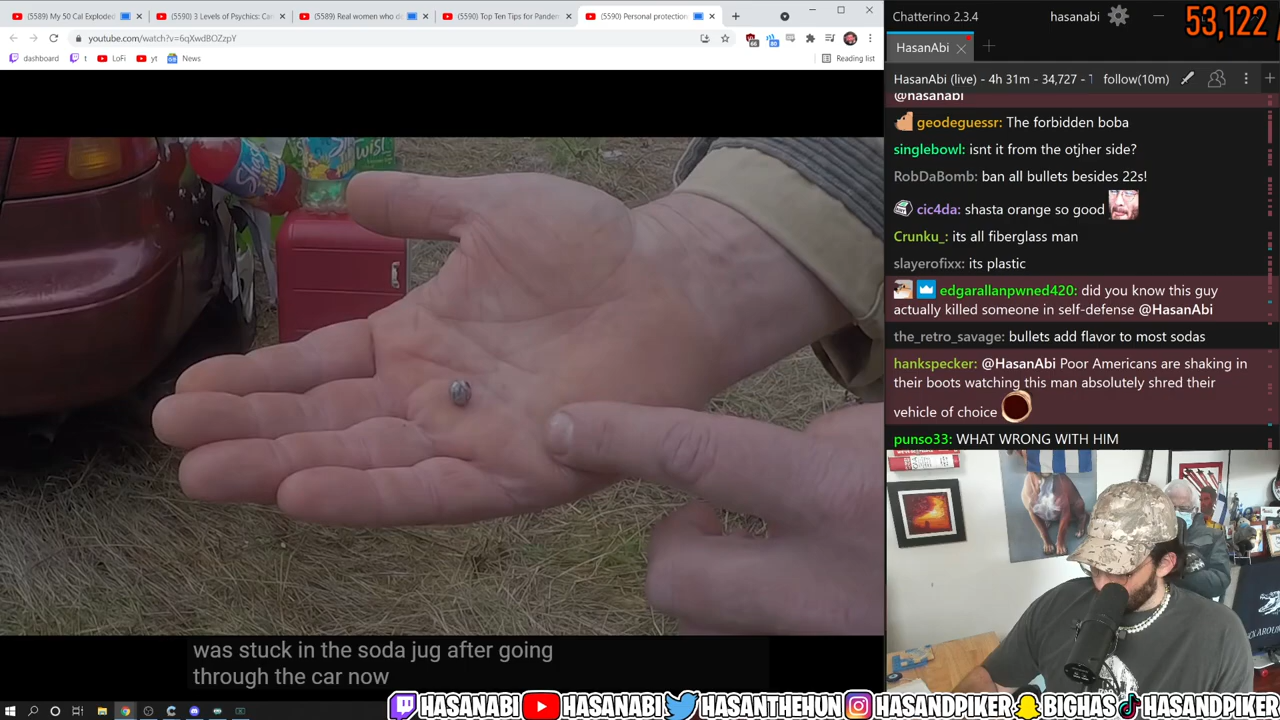 (5590) My 50 Cal Exploded
(5590) 3 Levels of Psychics: Ca
(5589) Real women who d
(5590) Top Ten Tips for Pandem
(5590) Personal protection
youtube.com/watch?v=6qXwdBOZzpY
dashboard
t
LoFi
yt
News
Reading list
Shasta
TWIST
was stuck in the soda jug after going
through the car now
Chatterino 2.3.4
hasanabi
53,122
HasanAbi
HasanAbi (live) - 4h 31m - 34,727 -
follow(10m)
@hasanabi
geodeguessr: The forbidden boba
singlebowl: isnt it from the otjher side?
RobDaBomb: ban all bullets besides 22s!
cic4da: shasta orange so good
Crunku_: its all fiberglass man
slayerofixx: its plastic
edgarallanpwned420: did you know this guy
actually killed someone in self-defense @HasanAbi
the_retro_savage: bullets add flavor to most sodas
hankspecker: @HasanAbi Poor Americans are shaking in
their boots watching this man absolutely shred their
vehicle of choice
punso33: WHAT WRONG WITH HIM
HASANABI
HASANABI
HASANTHEHUN
HASANDPIKER
BIGHAS
HASANDPIKER